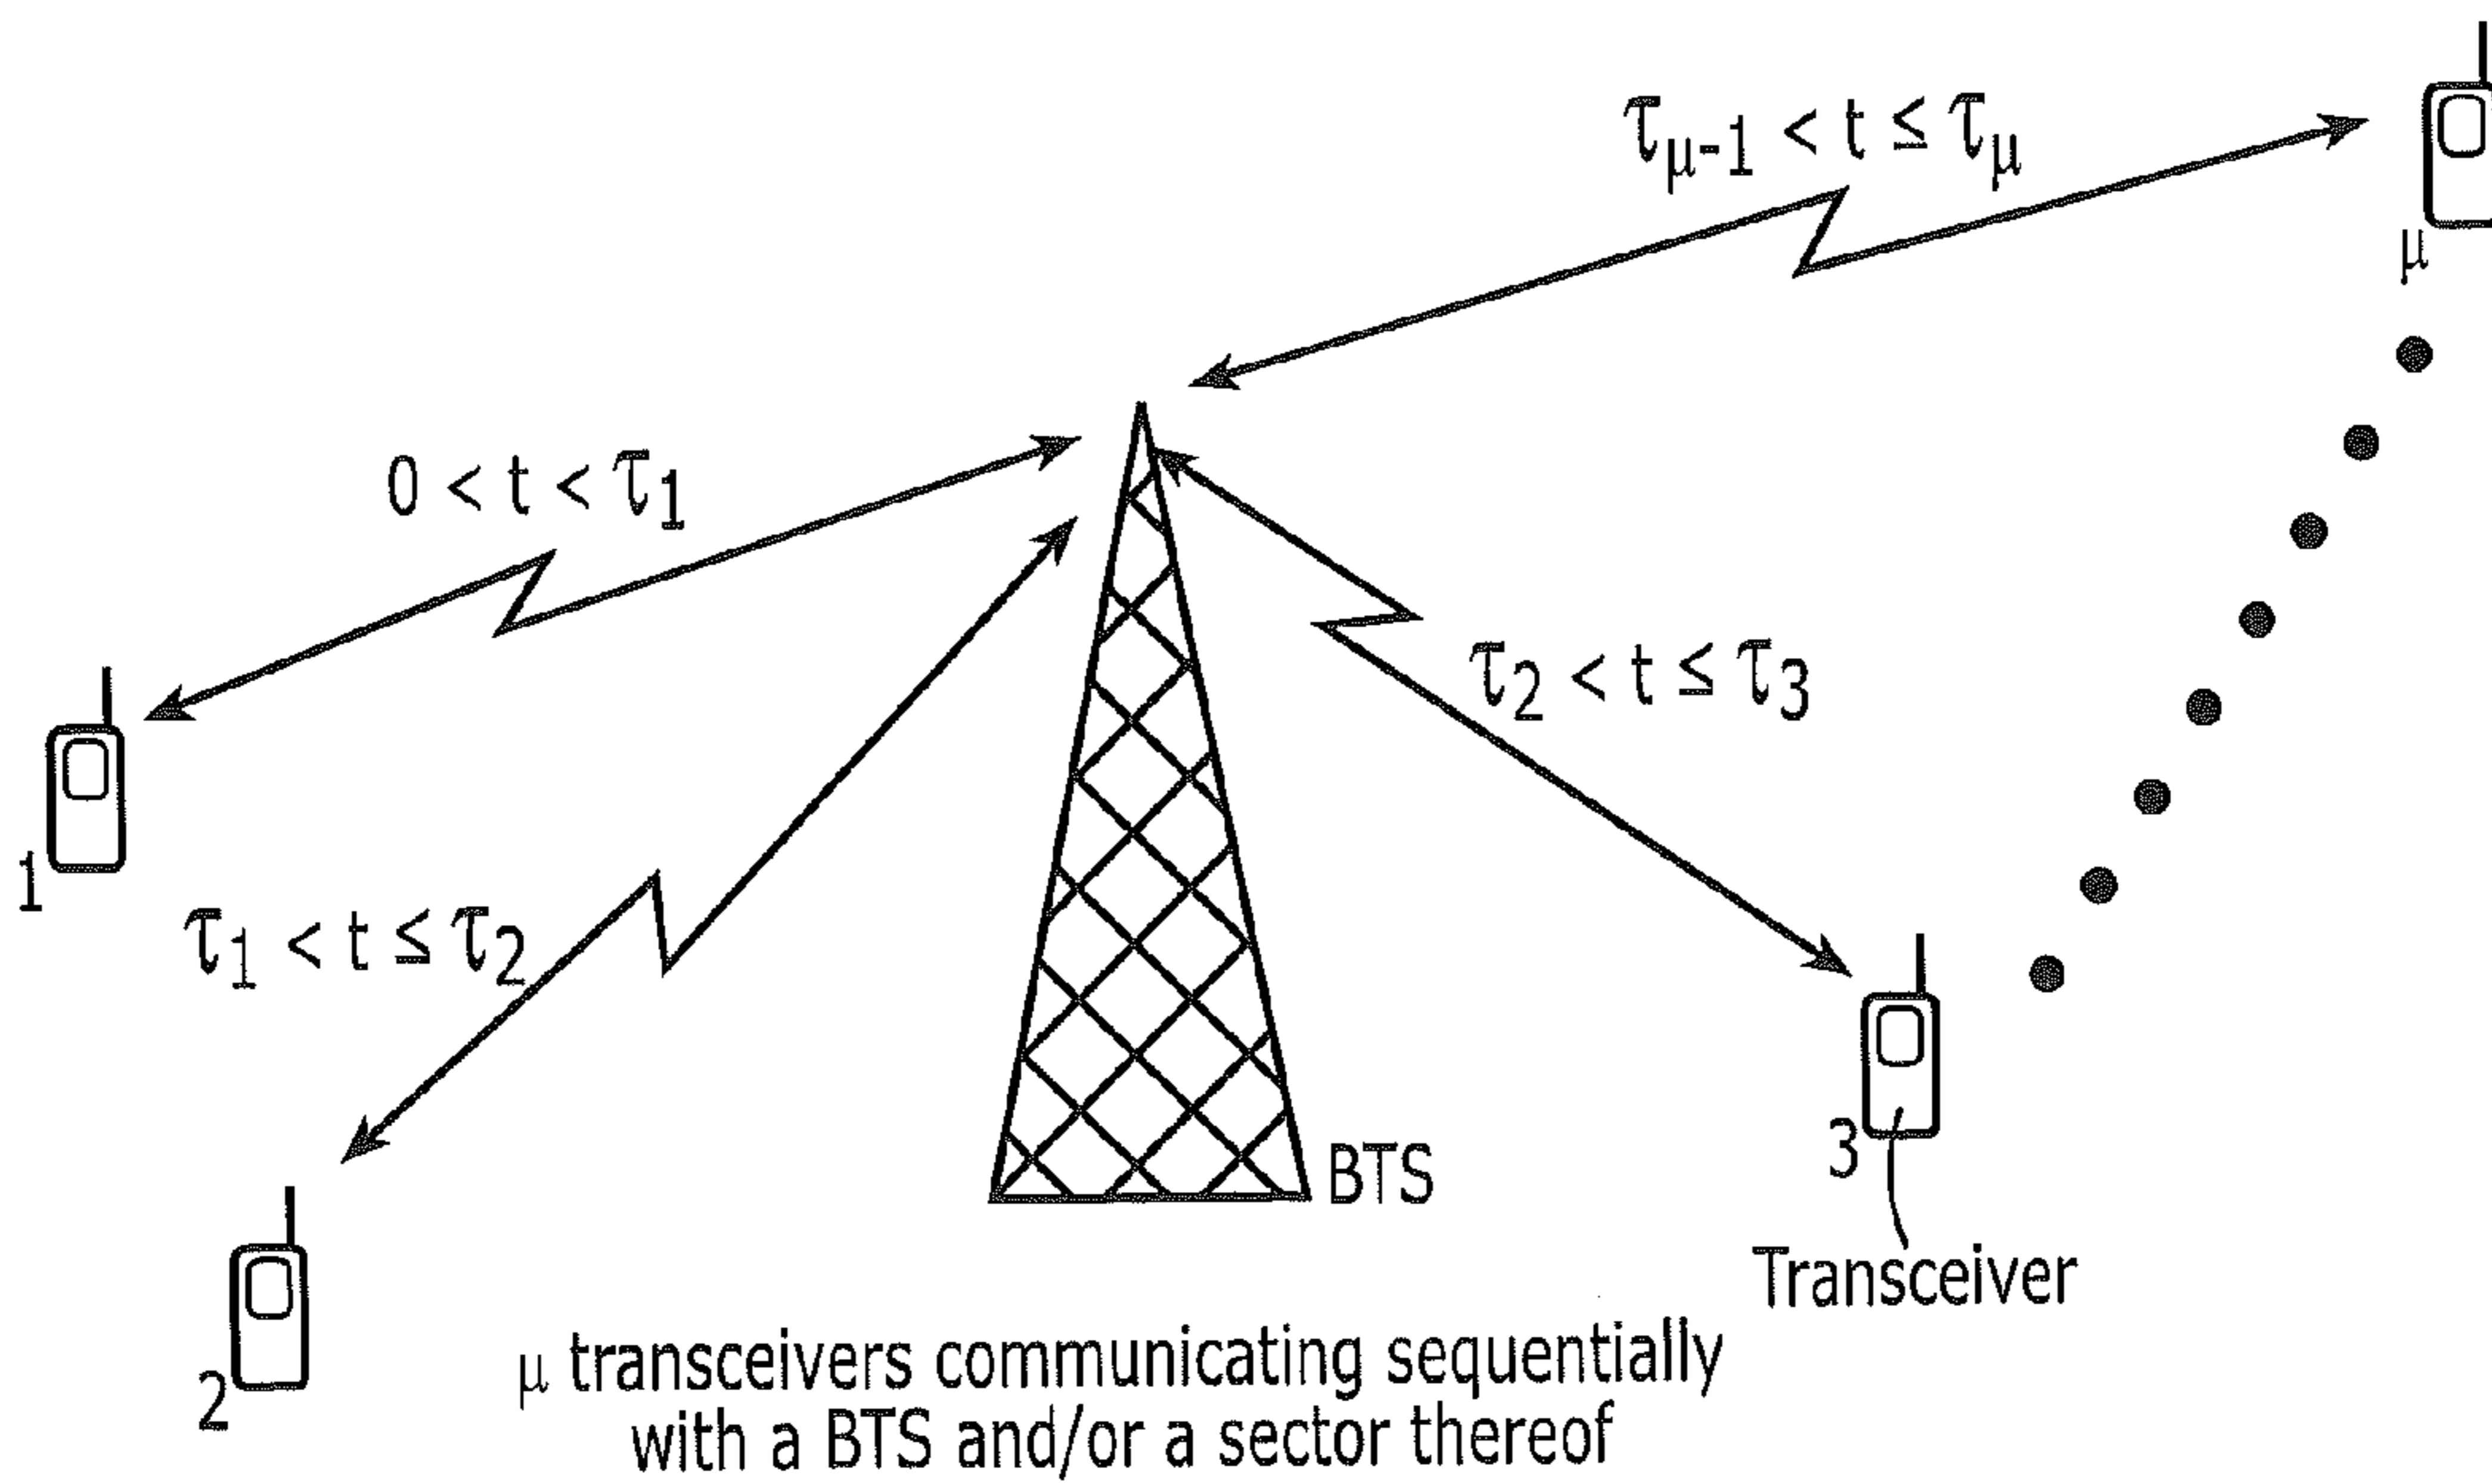 τμ-1 < t ≤ τμ
μ
0 < t < τ1
1
τ2 < t ≤ τ3
τ1 < t ≤ τ2
3
BTS
Transceiver
2
μ transceivers communicating sequentially
with a BTS and/or a sector thereof